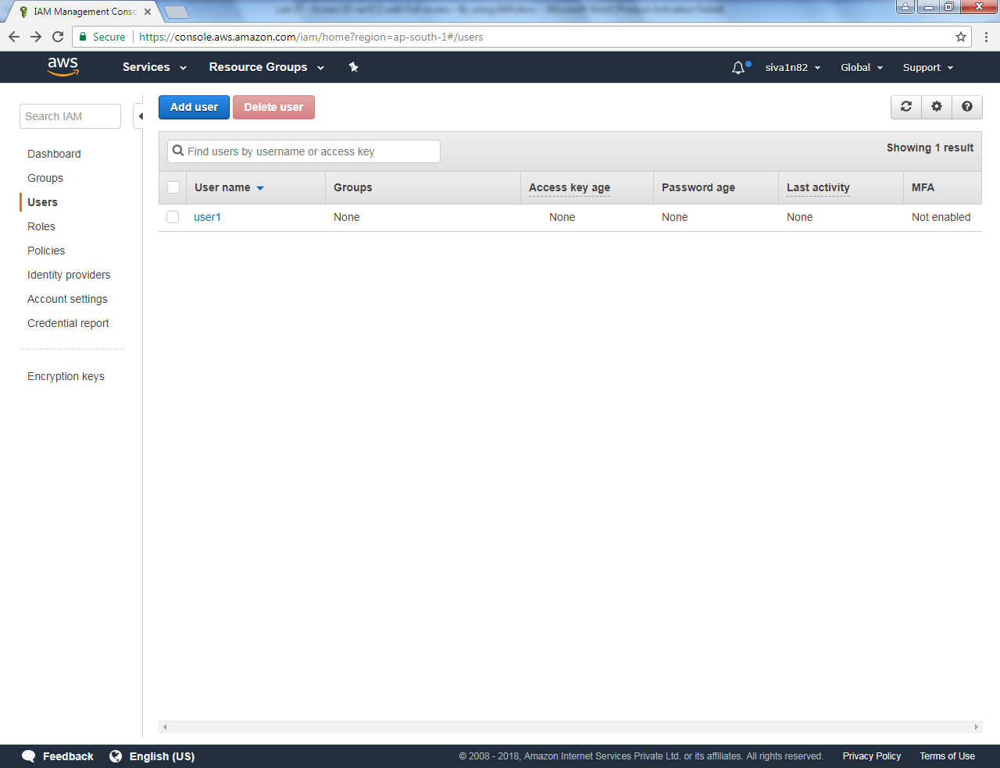 IAM Management Consc
Secure
https://console.aws.amazon.com/iam/home?region=ap-south-1#/users
aws Services Resource Groups siva1n82 Global Support
Search IAM
Dashboard
Groups
Users
Roles
Policies
Identity providers
Account settings
Credential report
Encryption keys
Add user Delete user
Find users by username or access key Showing 1 result
User name Groups Access key age Password age Last activity MFA
user1 None None None None Not enabled
Feedback English (US) © 2008 - 2018, Amazon Internet Services Private Ltd. or its affiliates. All rights reserved. Privacy Policy Terms of Use